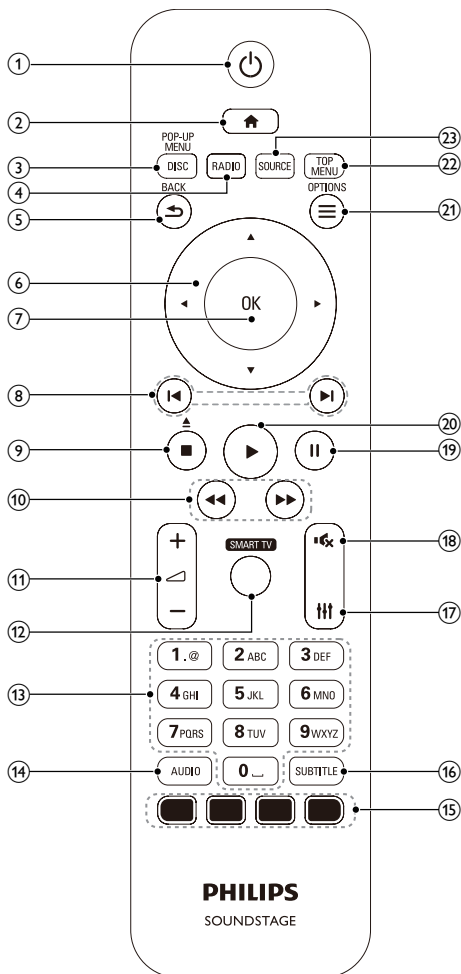 1
2
POP-UP
MENU
23
3
DISC
RADIO
SOURCE
TOP
MENU
22
4
BACK
OPTIONS
5
21
6
OK
7
8
20
9
19
10
+
SMART TV
18
11
−
17
12
1 .@
2 ABC
3 DEF
13
4 GHI
5 JKL
6 MNO
7 PQRS
8 TUV
9 WXYZ
14
AUDIO
0 ⎵
SUBTITLE
16
15
PHILIPS
SOUNDSTAGE